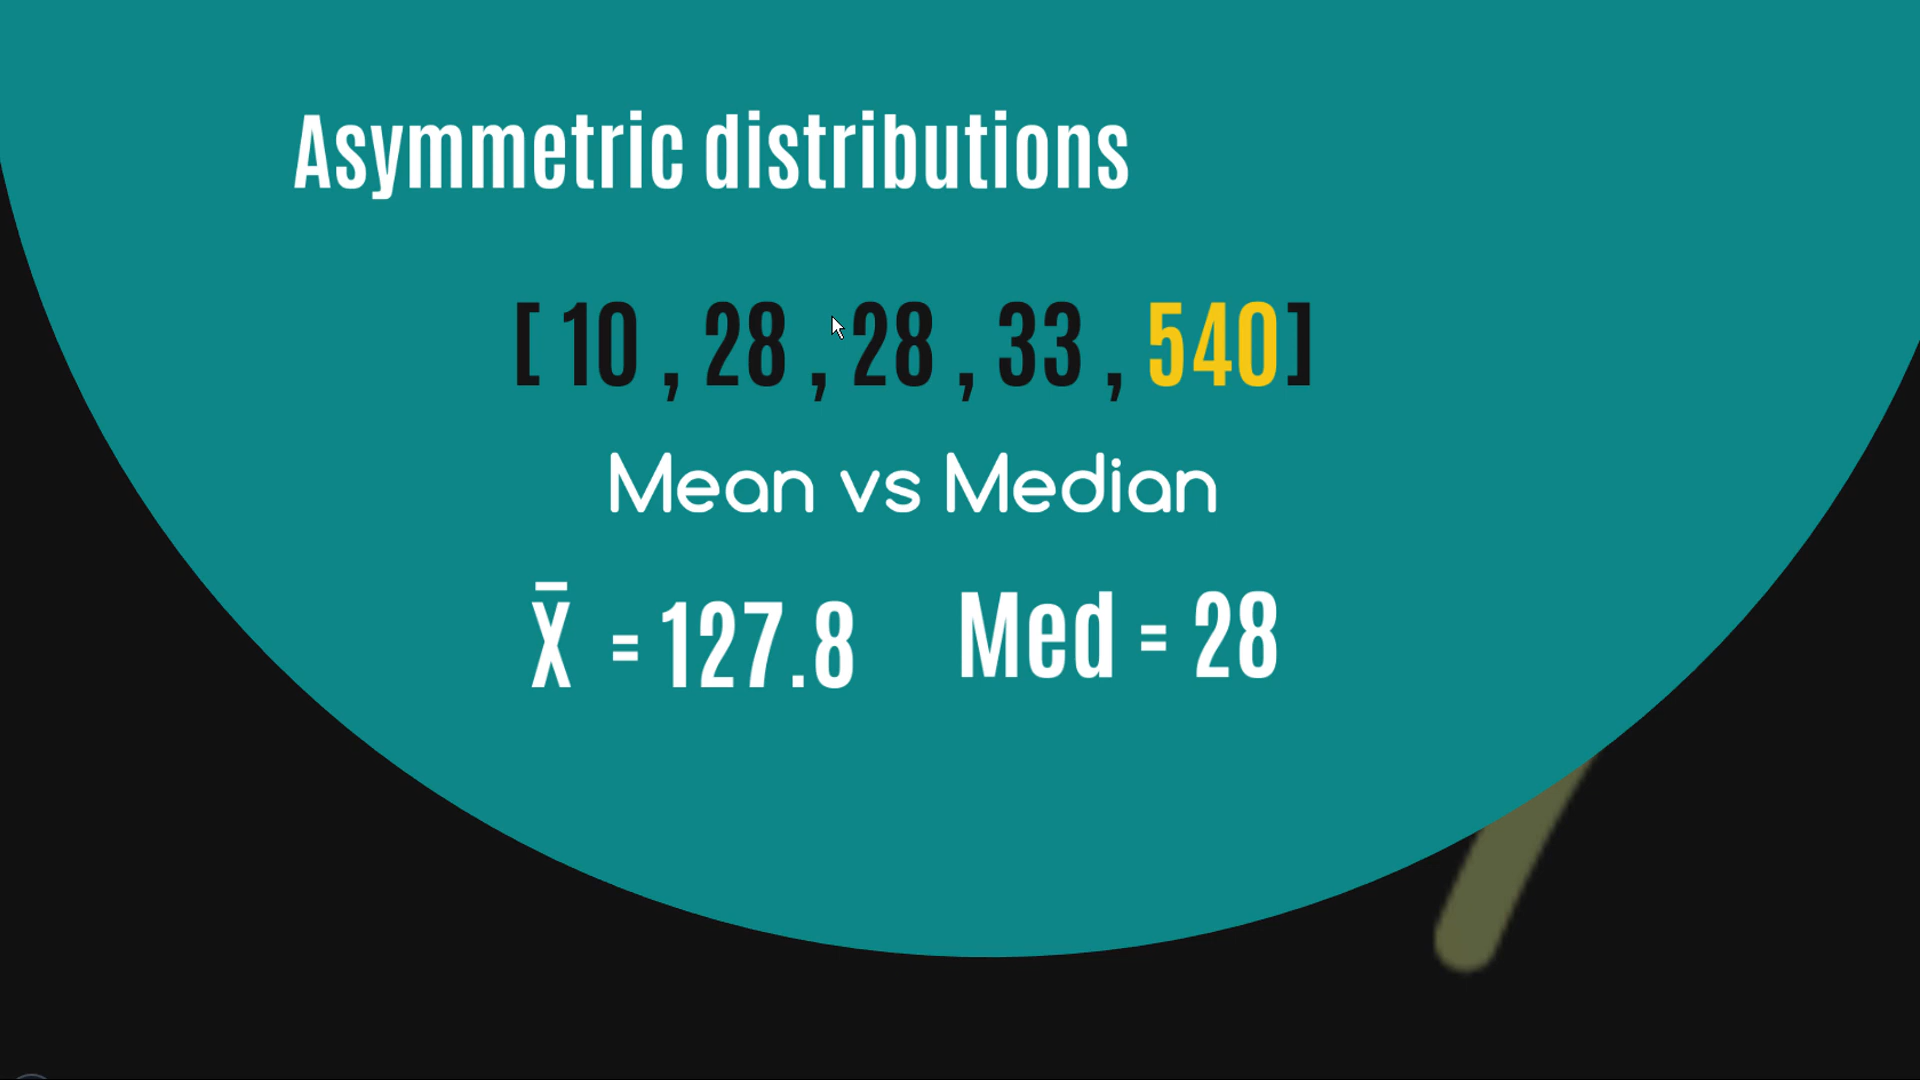 Asymmetric distributions
[ 10 , 28 , 28 , 33 , 540 ]
Mean vs Median
X̄ = 127.8 Med = 28